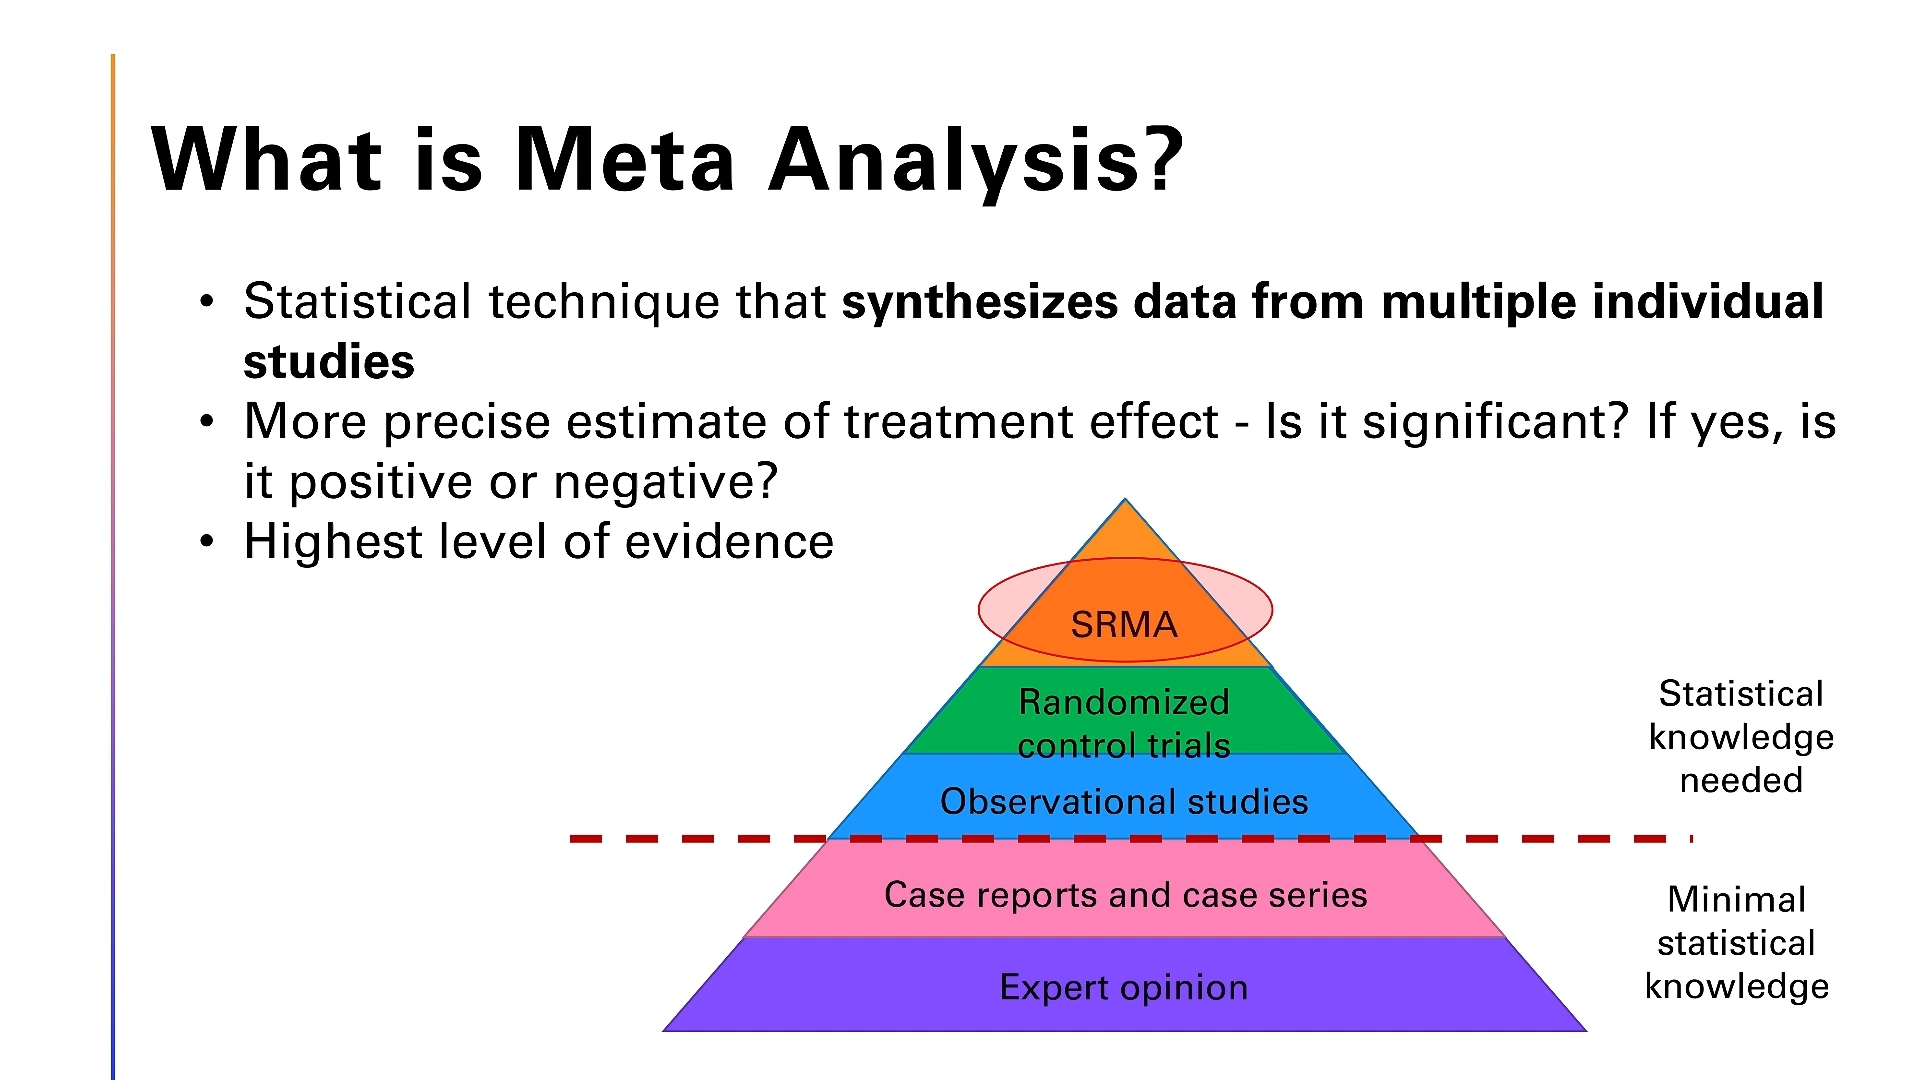 What is Meta Analysis?
• Statistical technique that synthesizes data from multiple individual
studies
• More precise estimate of treatment effect - Is it significant? If yes, is
it positive or negative?
• Highest level of evidence
SRMA
Randomized
control trials
Observational studies
Case reports and case series
Expert opinion
Statistical
knowledge
needed
Minimal
statistical
knowledge